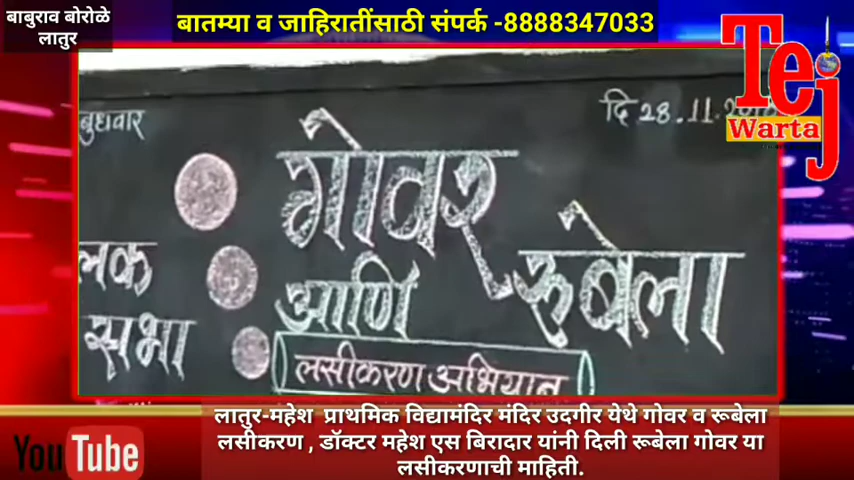 बाबुराव बोरोळे
लातुर
बातम्या व जाहिरातींसाठी संपर्क -8888347033
Tej
Warta
बुधवार
दि 28.11.
गोवर
आणि
रूबेला
लक
सभा
लसीकरण अभियान
लातुर-महेश प्राथमिक विद्यामंदिर मंदिर उदगीर येथे गोवर व रूबेला
लसीकरण , डॉक्टर महेश एस बिरादार यांनी दिली रूबेला गोवर या
लसीकरणाची माहिती.
YouTube